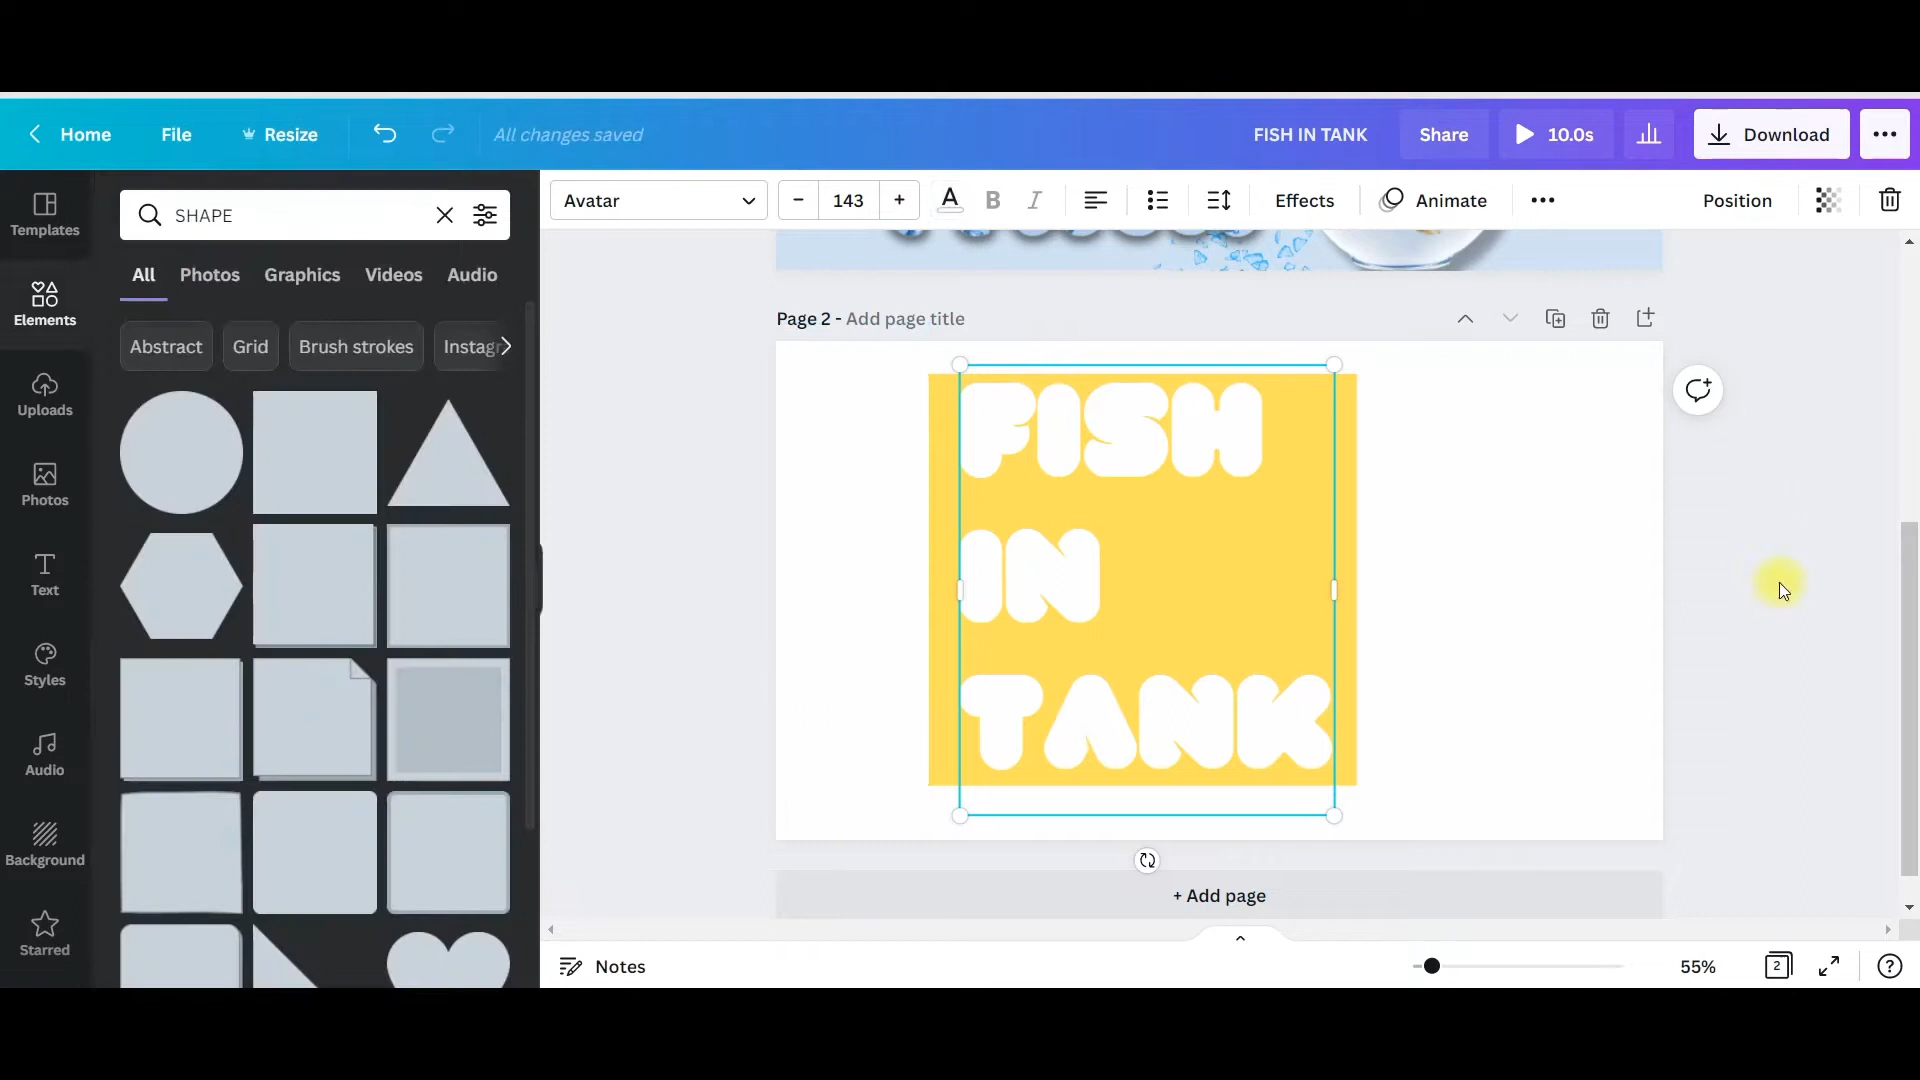 Home File Resize All changes saved FISH IN TANK Share 10.0s Download
Templates
Elements
Uploads
Photos
Text
Styles
Audio
Background
Starred
SHAPE
All Photos Graphics Videos Audio
Abstract Grid Brush strokes Instagr
Avatar - 143 + A B I Effects Animate Position
Page 2 - Add page title
FISH
IN
TANK
+ Add page
Notes 55% 2 ?